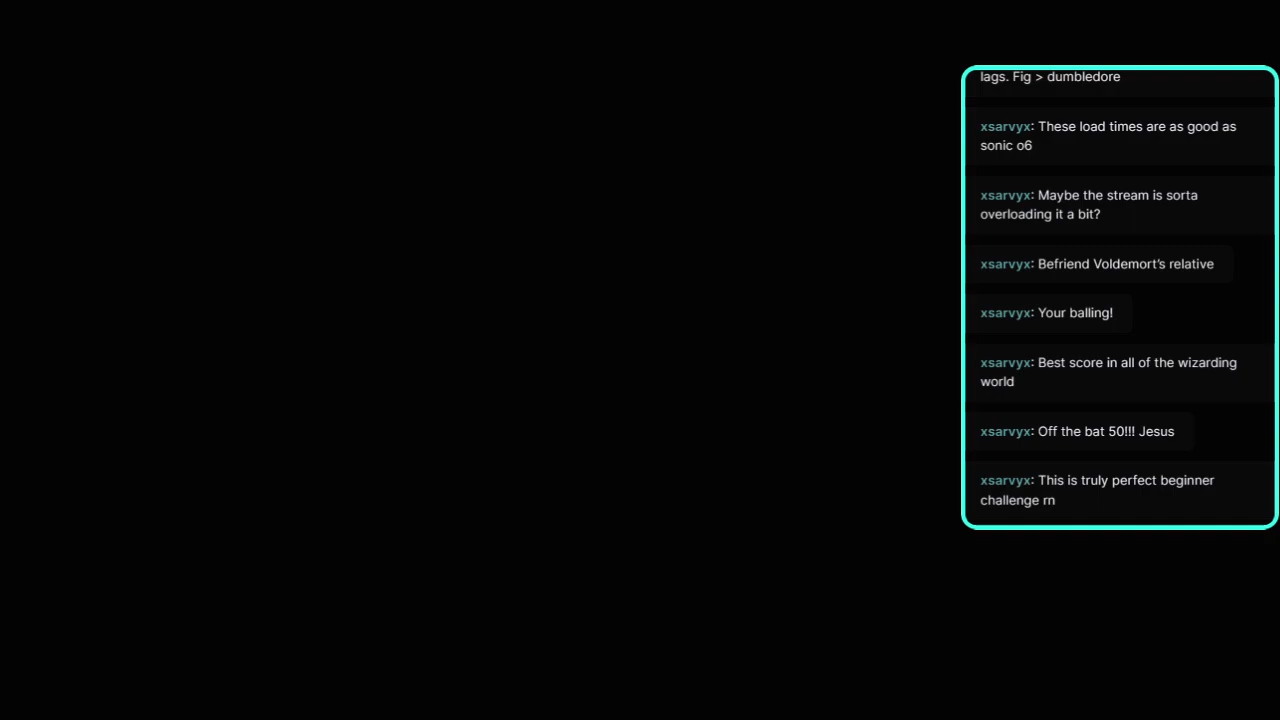 lags. Fig > dumbledore
xsarvyx: These load times are as good as
sonic o6
xsarvyx: Maybe the stream is sorta
overloading it a bit?
xsarvyx: Befriend Voldemort's relative
xsarvyx: Your balling!
xsarvyx: Best score in all of the wizarding
world
xsarvyx: Off the bat 50!!! Jesus
xsarvyx: This is truly perfect beginner
challenge rn